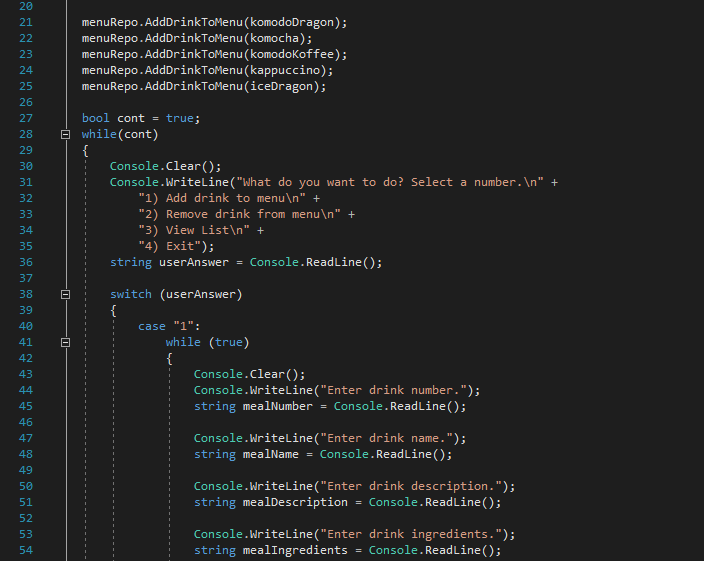 20
21 menuRepo.AddDrinkToMenu(komodoDragon);
22 menuRepo.AddDrinkToMenu(komocha);
23 menuRepo.AddDrinkToMenu(komodoKoffee);
24 menuRepo.AddDrinkToMenu(kappuccino);
25 menuRepo.AddDrinkToMenu(iceDragon);
26
27 bool cont = true;
28 while(cont)
29 {
30 Console.Clear();
31 Console.WriteLine("What do you want to do? Select a number.\n" +
32 "1) Add drink to menu\n" +
33 "2) Remove drink from menu\n" +
34 "3) View List\n" +
35 "4) Exit");
36 string userAnswer = Console.ReadLine();
37
38 switch (userAnswer)
39 {
40 case "1":
41 while (true)
42 {
43 Console.Clear();
44 Console.WriteLine("Enter drink number.");
45 string mealNumber = Console.ReadLine();
46
47 Console.WriteLine("Enter drink name.");
48 string mealName = Console.ReadLine();
49
50 Console.WriteLine("Enter drink description.");
51 string mealDescription = Console.ReadLine();
52
53 Console.WriteLine("Enter drink ingredients.");
54 string mealIngredients = Console.ReadLine();